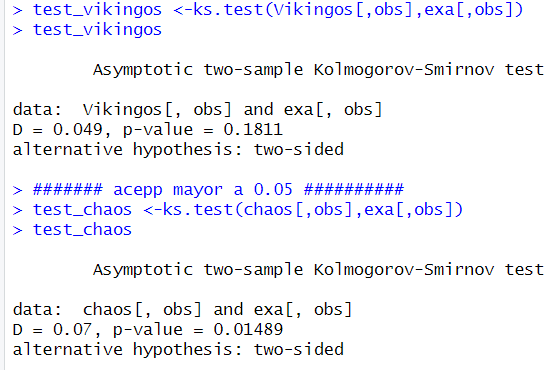 > test_vikingos <-ks.test(Vikingos[,obs],exa[,obs])
> test_vikingos
Asymptotic two-sample Kolmogorov-Smirnov test
data:  Vikingos[, obs] and exa[, obs]
D = 0.049, p-value = 0.1811
alternative hypothesis: two-sided
> ####### acepp mayor a 0.05 ##########
> test_chaos <-ks.test(chaos[,obs],exa[,obs])
> test_chaos
Asymptotic two-sample Kolmogorov-Smirnov test
data:  chaos[, obs] and exa[, obs]
D = 0.07, p-value = 0.01489
alternative hypothesis: two-sided